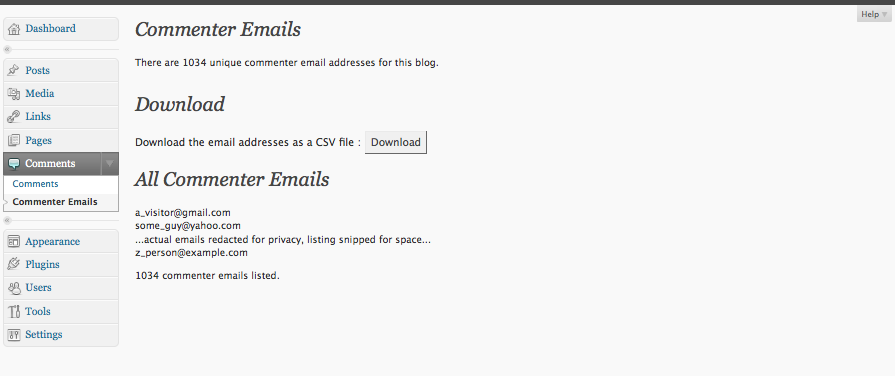 Help
Dashboard
Posts
Media
Links
Pages
Comments
Comments
Commenter Emails
Appearance
Plugins
Users
Tools
Settings
Commenter Emails
There are 1034 unique commenter email addresses for this blog.
Download
Download the email addresses as a CSV file : Download
All Commenter Emails
a_visitor@gmail.com
some_guy@yahoo.com
...actual emails redacted for privacy, listing snipped for space...
z_person@example.com
1034 commenter emails listed.